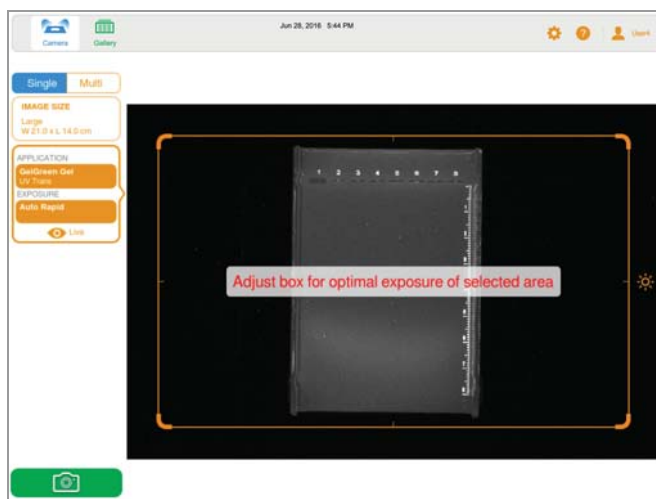 Jun 28, 2016 5:44 PM
Camera
Gallery
User4
Single Multi
IMAGE SIZE
Large
W 21.0 x L 14.0 cm
APPLICATION
GelGreen Gel
UV Trans
EXPOSURE
Auto Rapid
Live
1 2 3 4 5 6 7 8
Adjust box for optimal exposure of selected area